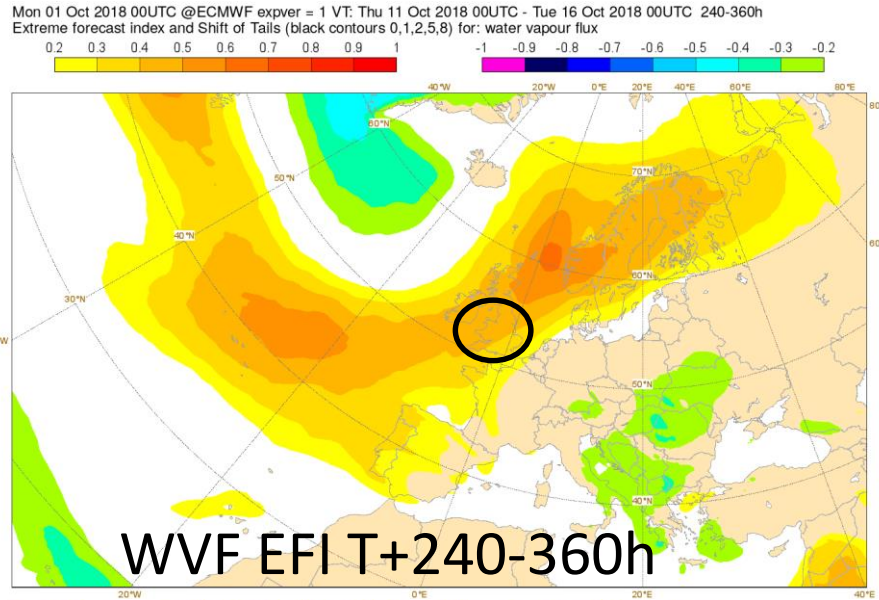 Mon 01 Oct 2018 00UTC @ECMWF expver = 1 VT: Thu 11 Oct 2018 00UTC - Tue 16 Oct 2018 00UTC 240-360h
Extreme forecast index and Shift of Tails (black contours 0,1,2,5,8) for: water vapour flux
0.2 0.3 0.4 0.5 0.6 0.7 0.8 0.9 1 -1 -0.9 -0.8 -0.7 -0.6 -0.5 -0.4 -0.3 -0.2
40°W 20°W 0°E 20°E 40°E 60°E 80°E 80
60°N
70°N
50°N
40°N
60
60°N
30°N
W
50°N
40°N
WVF EFI T+240-360h
20°W 0°E 20°E 40°E